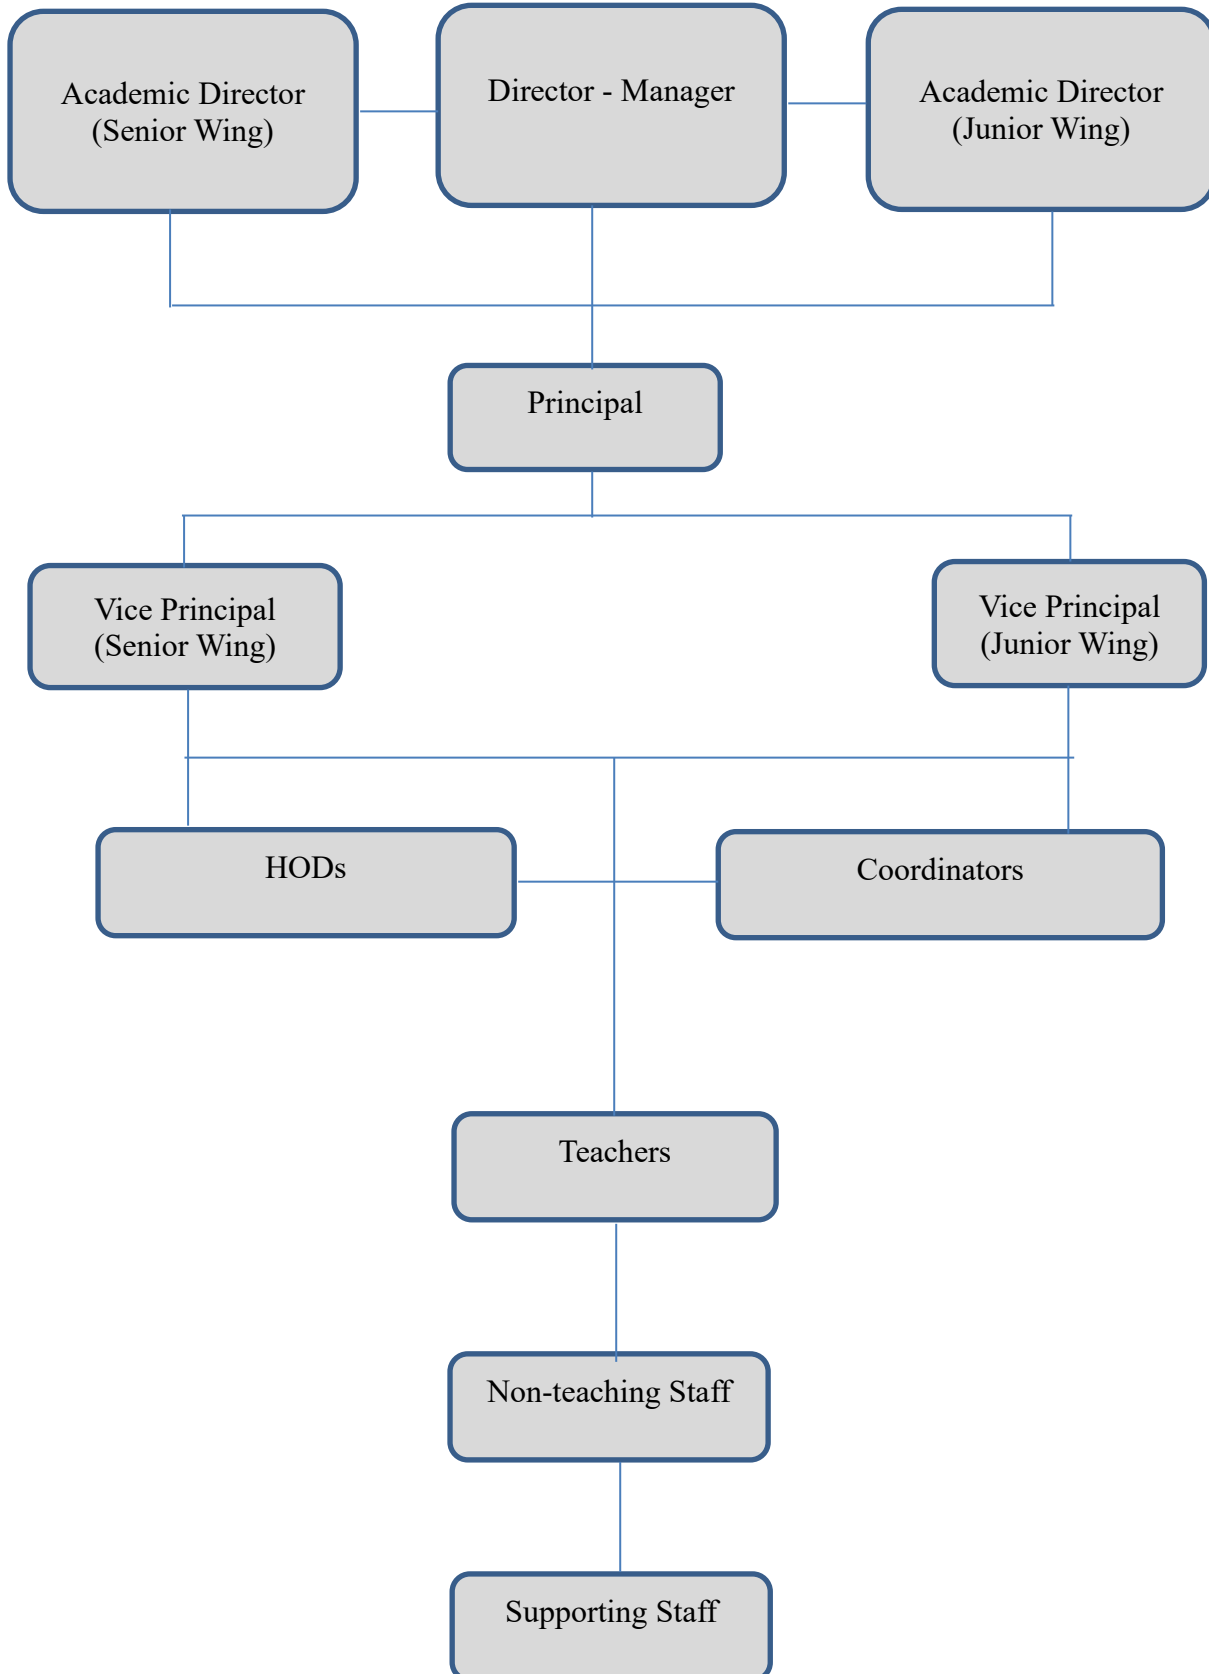 Academic Director
(Senior Wing)
Director - Manager
Academic Director
(Junior Wing)
Principal
Vice Principal
(Senior Wing)
Vice Principal
(Junior Wing)
HODs
Coordinators
Teachers
Non-teaching Staff
Supporting Staff